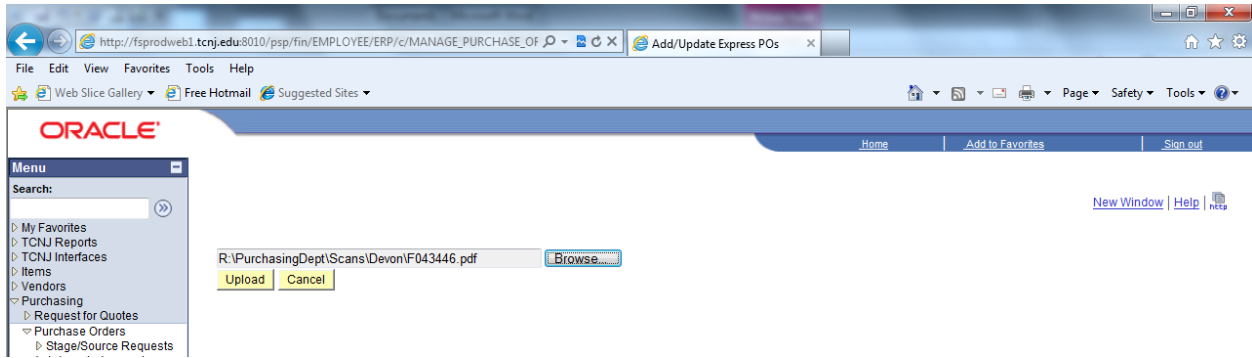 http://fsprodweb1.tcnj.edu:8010/psp/fin/EMPLOYEE/ERP/c/MANAGE_PURCHASE_OF
Add/Update Express POs
File Edit View Favorites Tools Help
Web Slice Gallery Free Hotmail Suggested Sites
Page Safety Tools
ORACLE
Home Add to Favorites Sign out
Menu
Search:
New Window | Help | http
My Favorites
TCNJ Reports
TCNJ Interfaces
Items
Vendors
Purchasing
Request for Quotes
Purchase Orders
Stage/Source Requests
R:\PurchasingDept\Scans\Devon\F043446.pdf Browse...
Upload Cancel